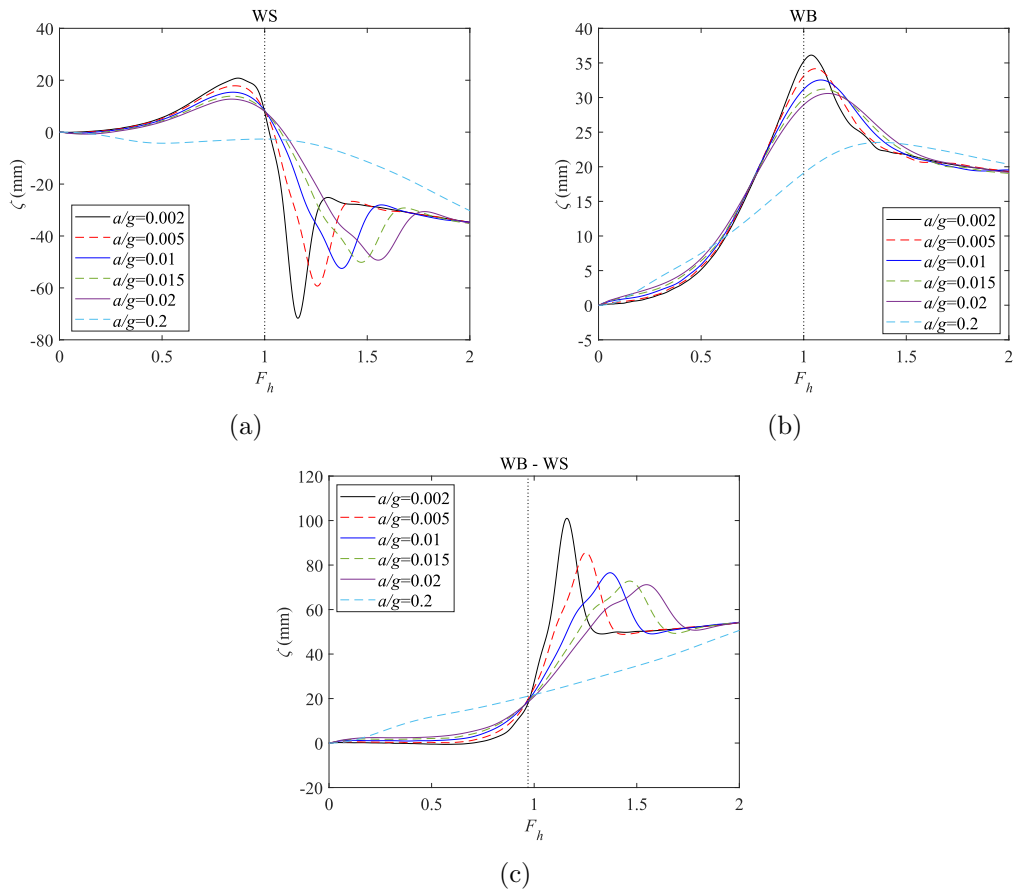 WS
40
20
0
-20
-40
-60
-80
ζ (mm)
a/g=0.002
a/g=0.005
a/g=0.01
a/g=0.015
a/g=0.02
a/g=0.2
0 0.5 1 1.5 2
F_h
(a)
WB
40
35
30
25
20
15
10
5
0
-5
ζ (mm)
a/g=0.002
a/g=0.005
a/g=0.01
a/g=0.015
a/g=0.02
a/g=0.2
0 0.5 1 1.5 2
F_h
(b)
WB - WS
120
100
80
60
40
20
0
-20
ζ (mm)
a/g=0.002
a/g=0.005
a/g=0.01
a/g=0.015
a/g=0.02
a/g=0.2
0 0.5 1 1.5 2
F_h
(c)